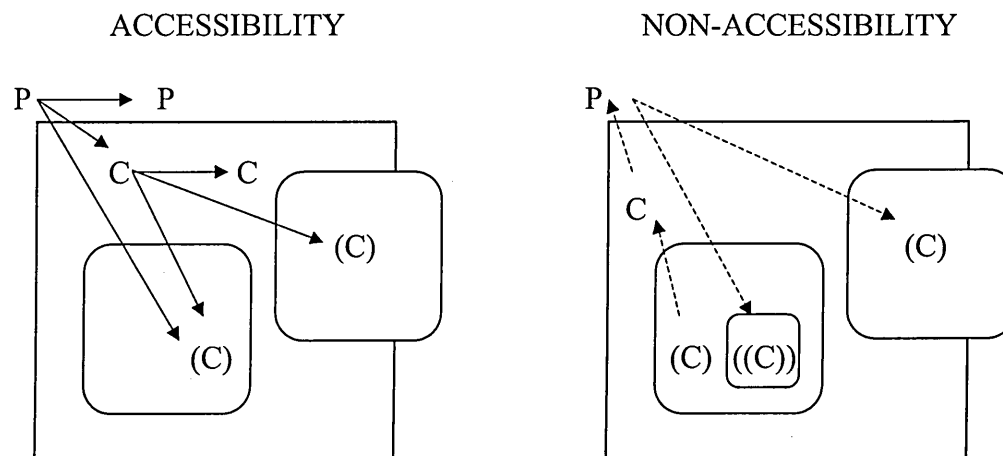 ACCESSIBILITY NON-ACCESSIBILITY
P P P
C C
C
(C) (C)
(C) (C) ((C))